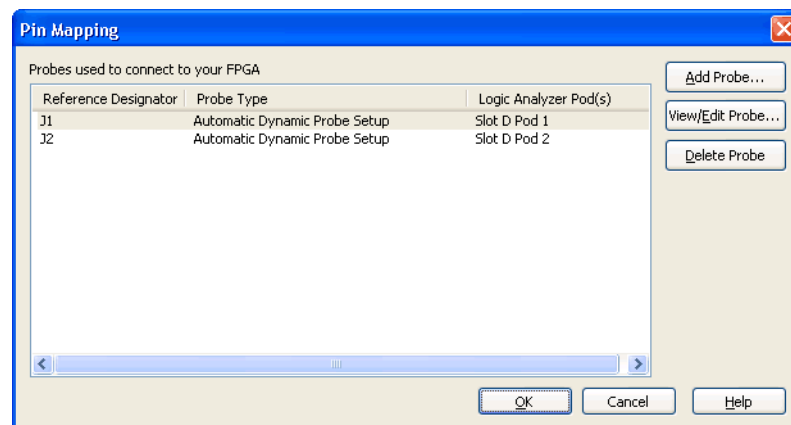 Pin Mapping
Probes used to connect to your FPGA
Add Probe...
Reference Designator Probe Type Logic Analyzer Pod(s)
J1 Automatic Dynamic Probe Setup Slot D Pod 1
View/Edit Probe...
J2 Automatic Dynamic Probe Setup Slot D Pod 2
Delete Probe
OK Cancel Help